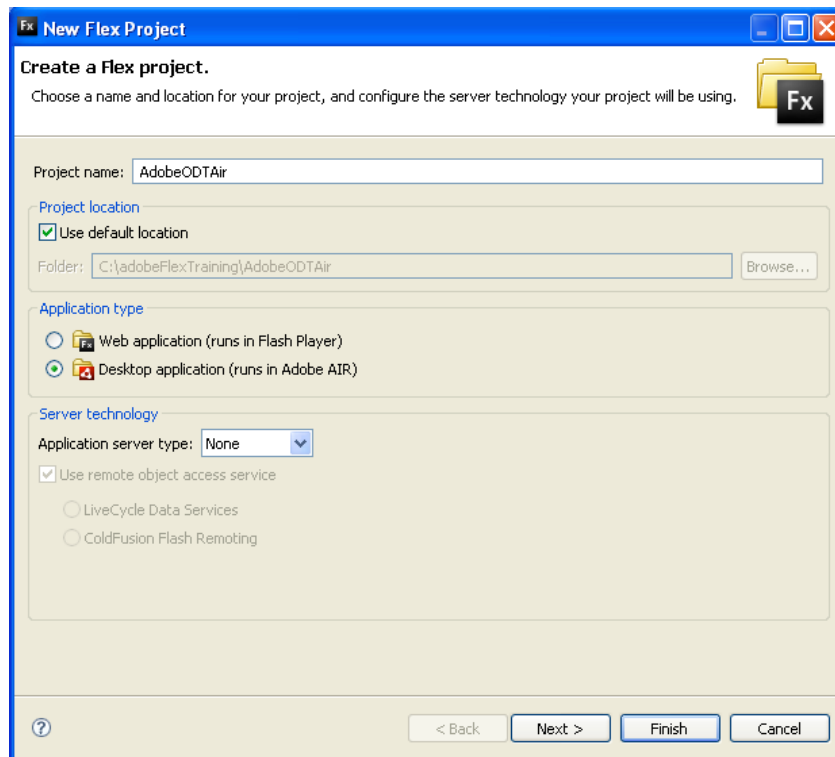 Fx New Flex Project
Create a Flex project.
Choose a name and location for your project, and configure the server technology your project will be using.
Fx
Project name: AdobeODTAir
Project location
Use default location
Folder: C:\adobeFlexTraining\AdobeODTAir Browse...
Application type
Fx Web application (runs in Flash Player)
Desktop application (runs in Adobe AIR)
Server technology
Application server type: None
Use remote object access service
LiveCycle Data Services
ColdFusion Flash Remoting
? < Back Next > Finish Cancel